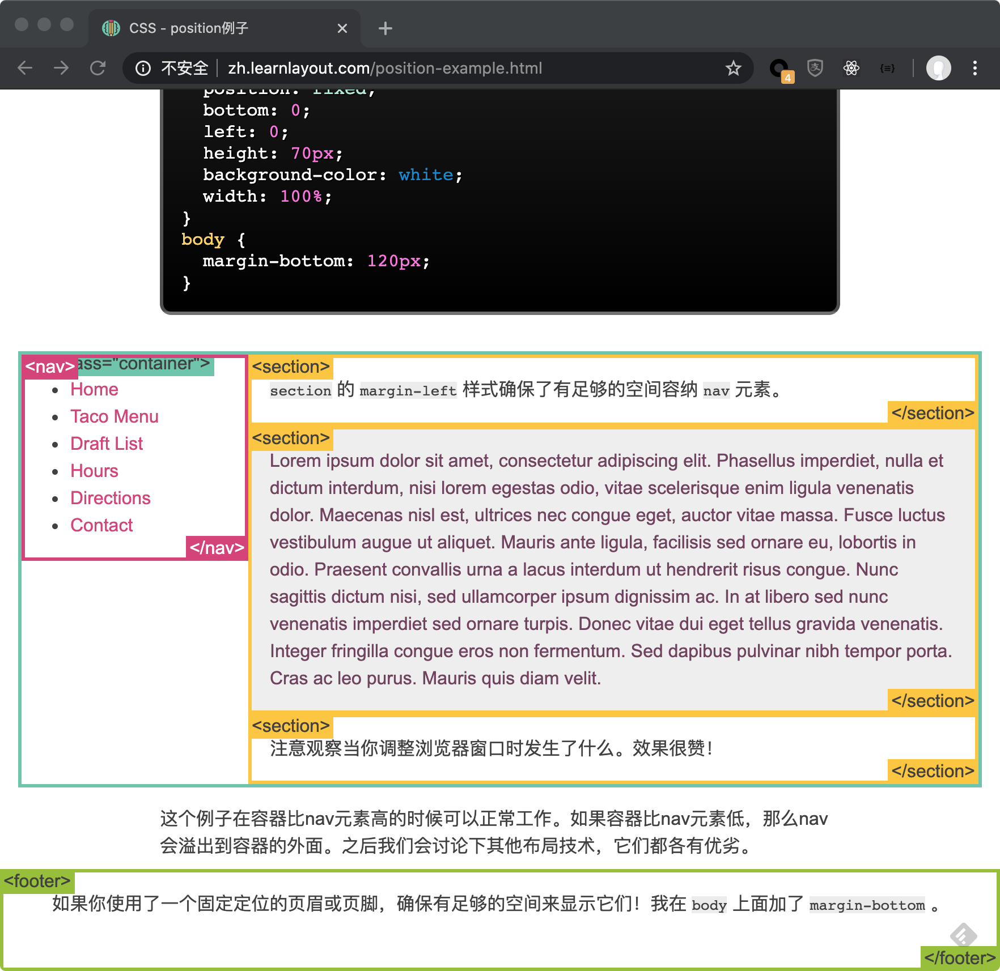 CSS - position例子
不安全 zh.learnlayout.com/position-example.html
4
position: fixed;
bottom: 0;
left: 0;
height: 70px;
background-color: white;
width: 100%;
}
body {
margin-bottom: 120px;
}
<nav>
ass="container">
Home
Taco Menu
Draft List
Hours
Directions
Contact
</nav>
<section>
section 的 margin-left 样式确保了有足够的空间容纳 nav 元素。
</section>
<section>
Lorem ipsum dolor sit amet, consectetur adipiscing elit. Phasellus imperdiet, nulla et
dictum interdum, nisi lorem egestas odio, vitae scelerisque enim ligula venenatis
dolor. Maecenas nisl est, ultrices nec congue eget, auctor vitae massa. Fusce luctus
vestibulum augue ut aliquet. Mauris ante ligula, facilisis sed ornare eu, lobortis in
odio. Praesent convallis urna a lacus interdum ut hendrerit risus congue. Nunc
sagittis dictum nisi, sed ullamcorper ipsum dignissim ac. In at libero sed nunc
venenatis imperdiet sed ornare turpis. Donec vitae dui eget tellus gravida venenatis.
Integer fringilla congue eros non fermentum. Sed dapibus pulvinar nibh tempor porta.
Cras ac leo purus. Mauris quis diam velit.
</section>
<section>
注意观察当你调整浏览器窗口时发生了什么。效果很赞！
</section>
这个例子在容器比nav元素高的时候可以正常工作。如果容器比nav元素低，那么nav
会溢出到容器的外面。之后我们会讨论下其他布局技术，它们都各有优劣。
<footer>
如果你使用了一个固定定位的页眉或页脚，确保有足够的空间来显示它们！我在 body 上面加了 margin-bottom 。
</footer>